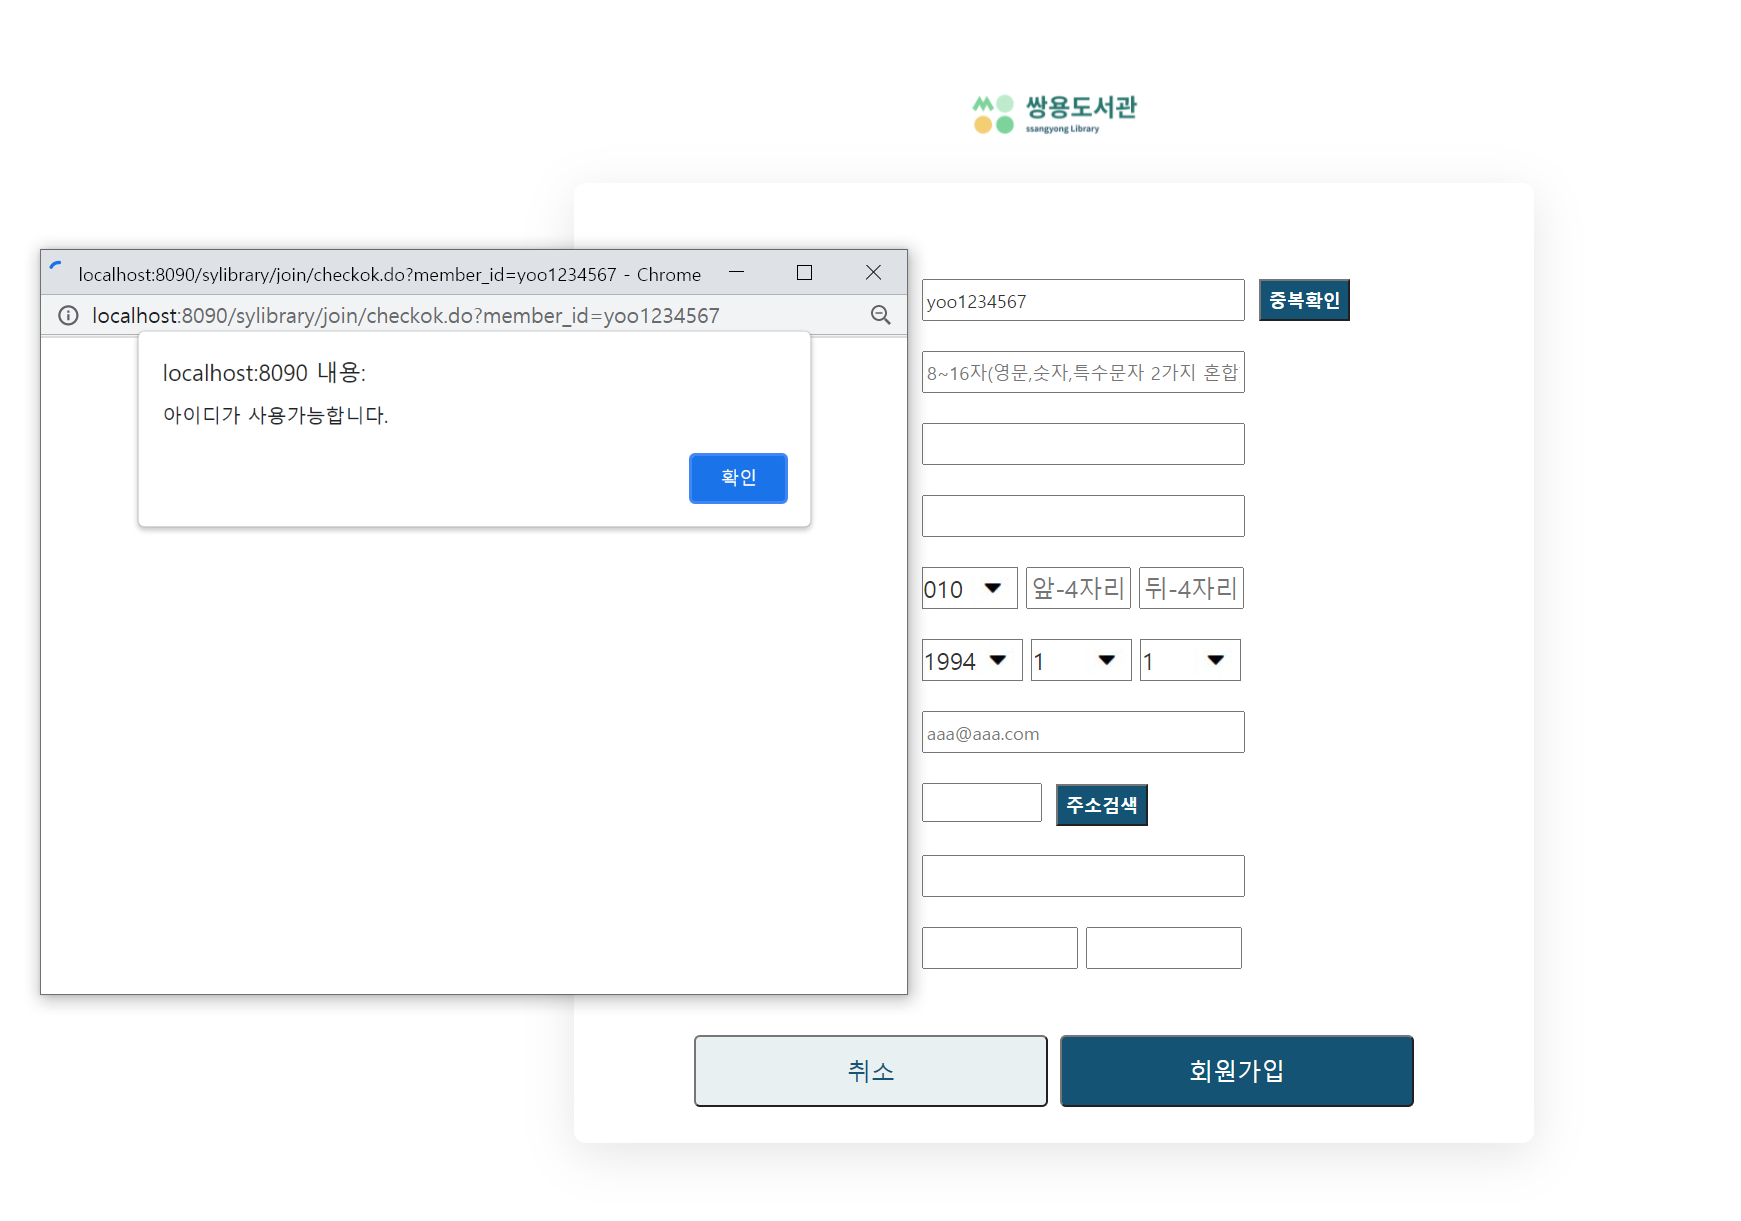 쌍용도서관
ssangyong Library
localhost:8090/sylibrary/join/checkok.do?member_id=yoo1234567 - Chrome
localhost:8090/sylibrary/join/checkok.do?member_id=yoo1234567
localhost:8090 내용:
아이디가 사용가능합니다.
확인
yoo1234567 중복확인
8~16자(영문,숫자,특수문자 2가지 혼합
010 앞-4자리 뒤-4자리
1994 1 1
aaa@aaa.com
주소검색
취소 회원가입